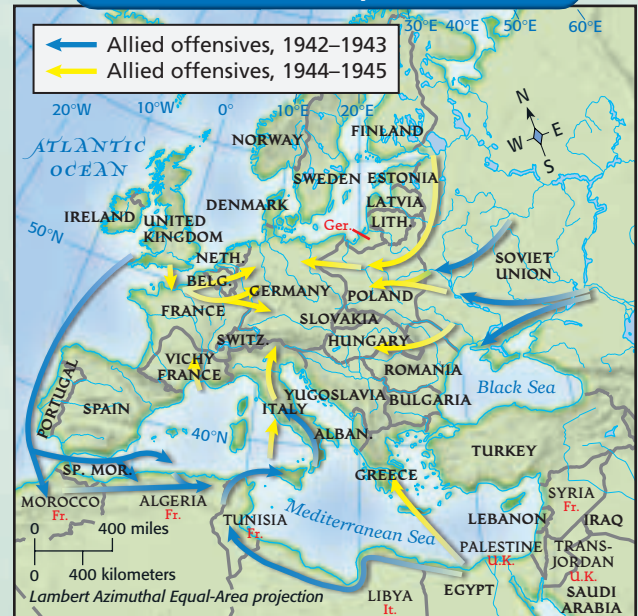 Allied offensives, 1942–1943
Allied offensives, 1944–1945
20°W
10°W
0°
10°E
20°E
30°E
40°E
50°E
60°E
N
W
E
S
ATLANTIC
OCEAN
NORWAY
FINLAND
SWEDEN
ESTONIA
LATVIA
LITH.
DENMARK
Ger.
IRELAND
UNITED
KINGDOM
50°N
NETH.
BELG.
GERMANY
POLAND
SOVIET
UNION
FRANCE
SLOVAKIA
SWITZ.
HUNGARY
VICHY
FRANCE
ROMANIA
PORTUGAL
SPAIN
ITALY
YUGOSLAVIA
BULGARIA
Black Sea
40°N
ALBAN.
GREECE
TURKEY
SP. MOR.
MOROCCO
Fr.
ALGERIA
Fr.
TUNISIA
Fr.
Mediterranean Sea
SYRIA
Fr.
LEBANON
IRAQ
PALESTINE
U.K.
TRANS-
JORDAN
U.K.
EGYPT
LIBYA
It.
SAUDI
ARABIA
0
400 miles
0
400 kilometers
Lambert Azimuthal Equal-Area projection